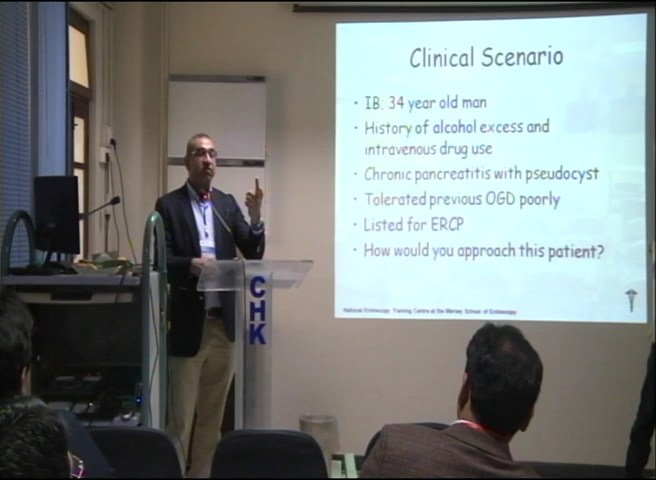 Clinical Scenario
• IB: 34 year old man
• History of alcohol excess and
intravenous drug use
• Chronic pancreatitis with pseudocyst
• Tolerated previous OGD poorly
• Listed for ERCP
• How would you approach this patient?
National Endoscopy Training Centre at the Mersey School of Endoscopy
CHK